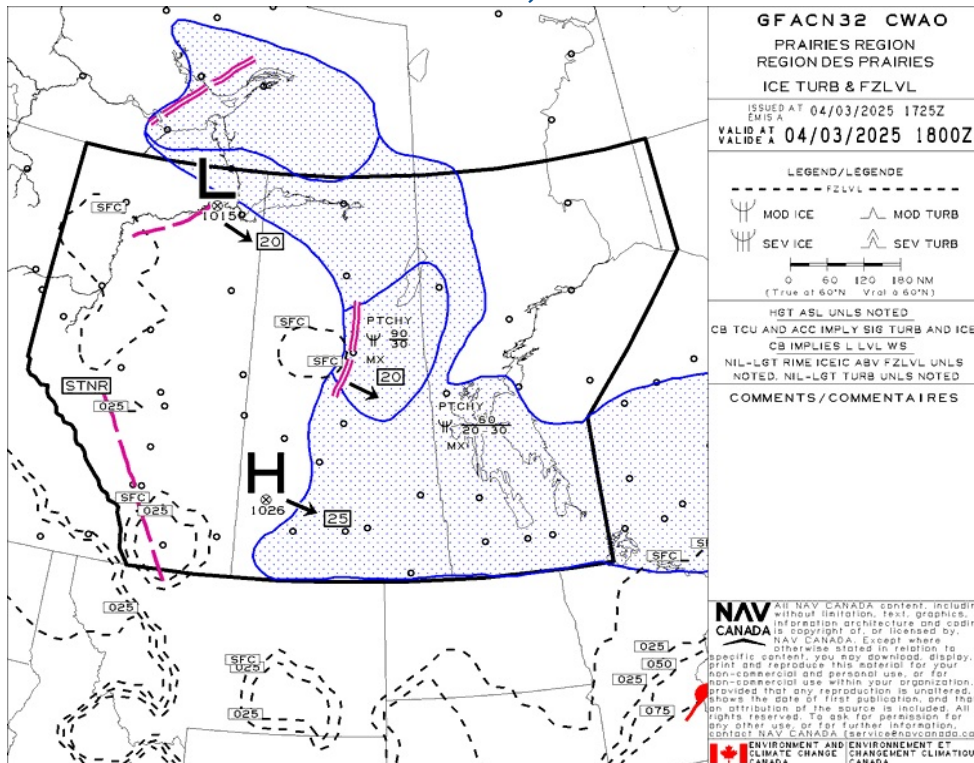 GFACN32 CWAO
PRAIRIES REGION
REGION DES PRAIRIES
ICE TURB & FZLVL
ISSUED AT 04/03/2025 1725Z
EMIS A
VALID AT 04/03/2025 1800Z
VALIDE A
LEGEND/LEGENDE
FZLVL
MOD ICE
MOD TURB
SEV ICE
SEV TURB
0 60 120 180 NM
(True at 60°N Vrai a 60°N)
HGT ASL UNLS NOTED
CB TCU AND ACC IMPLY SIG TURB AND ICE
CB IMPLIES L LVL WS
NIL-LGT RIME ICEIC ABV FZLVL UNLS
NOTED. NIL-LGT TURB UNLS NOTED
COMMENTS/COMMENTAIRES
L
1015
20
SFC
SFC
PTCHY
90
30
MX
SFC
20
STNR
025
PTCHY
60
20-30
MX
H
1026
25
SFC
025
SFC
025
SFC
025
025
025
050
025
075
NAV
CANADA
All NAV CANADA content, includin
without limitation, text, graphics,
information architecture and codin
is copyright of, or licensed by,
NAV CANADA. Except where
otherwise stated in relation to
specific content, you may download, display,
print and reproduce this material for your
non-commercial and personal use, or for
non-commercial use within your organization,
provided that any reproduction is unaltered,
shows the date of first publication, and tha
an attribution of the source is included. All
rights reserved. To ask for permission for
any other use, or for further information,
contact NAV CANADA (service@navcanada.ca
ENVIRONMENT AND
CLIMATE CHANGE
CANADA
ENVIRONNEMENT ET
CHANGEMENT CLIMATIQU
CANADA